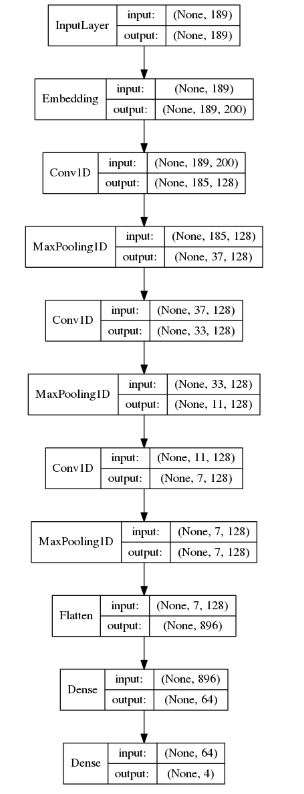 InputLayer input: (None, 189)
output: (None, 189)
Embedding input: (None, 189)
output: (None, 189, 200)
Conv1D input: (None, 189, 200)
output: (None, 185, 128)
MaxPooling1D input: (None, 185, 128)
output: (None, 37, 128)
Conv1D input: (None, 37, 128)
output: (None, 33, 128)
MaxPooling1D input: (None, 33, 128)
output: (None, 11, 128)
Conv1D input: (None, 11, 128)
output: (None, 7, 128)
MaxPooling1D input: (None, 7, 128)
output: (None, 7, 128)
Flatten input: (None, 7, 128)
output: (None, 896)
Dense input: (None, 896)
output: (None, 64)
Dense input: (None, 64)
output: (None, 4)